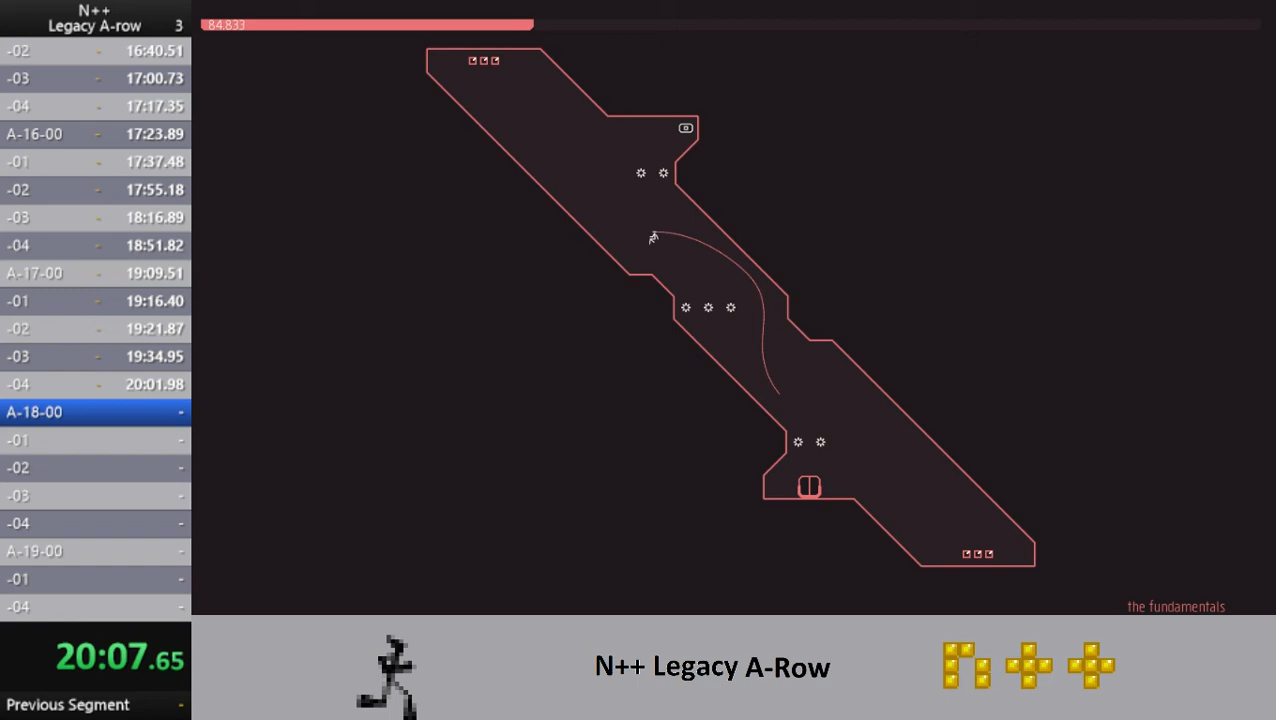 N++
Legacy A-row 3
-02 - 16:40.51
-03 - 17:00.73
-04 - 17:17.35
A-16-00 - 17:23.89
-01 - 17:37.48
-02 - 17:55.18
-03 - 18:16.89
-04 - 18:51.82
A-17-00 - 19:09.51
-01 - 19:16.40
-02 - 19:21.87
-03 - 19:34.95
-04 - 20:01.98
A-18-00 -
-01 -
-02 -
-03 -
-04 -
A-19-00 -
-01 -
-04 -
20:07.65
Previous Segment -
84.833
the fundamentals
N++ Legacy A-Row
n++